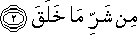 مِن شَرِّ مَا خَلَقَ ۝٢